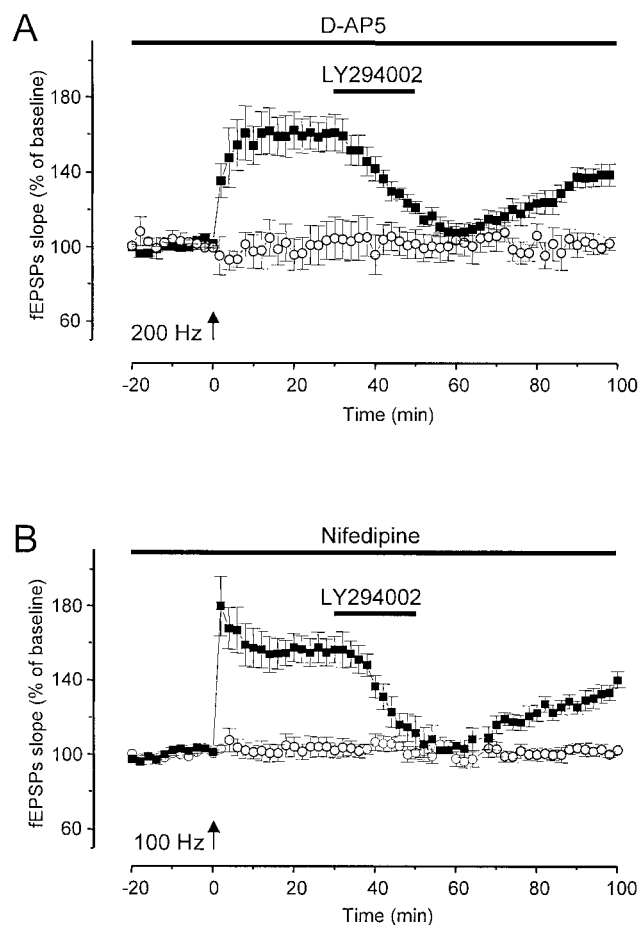 A
D-AP5
LY294002
fEPSPs slope (% of baseline)
180
140
100
60
200 Hz
-20 0 20 40 60 80 100
Time (min)
B
Nifedipine
LY294002
fEPSPs slope (% of baseline)
180
140
100
60
100 Hz
-20 0 20 40 60 80 100
Time (min)